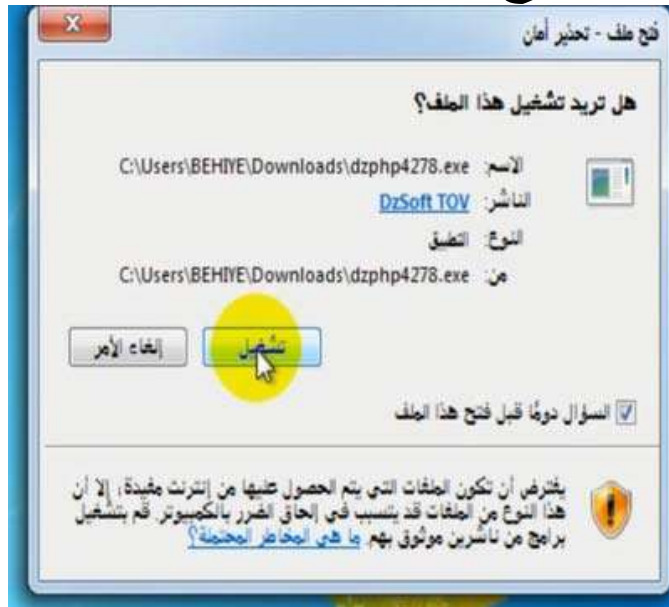 فتح ملف - تحذير أمان
هل تريد تشغيل هذا الملف؟
الاسم: C:\Users\BEHIYE\Downloads\dzphp4278.exe
الناشر: DzSoft TOV
النوع: التطبيق
من: C:\Users\BEHIYE\Downloads\dzphp4278.exe
تشغيل إلغاء الأمر
السؤال دومًا قبل فتح هذا الملف
يفترض أن تكون الملفات التي يتم الحصول عليها من إنترنت مفيدة، إلا أن
هذا النوع من الملفات قد يتسبب في إلحاق الضرر بالكمبيوتر. قم بتشغيل
برامج من ناشرين موثوق بهم. ما هي المخاطر المحتملة؟